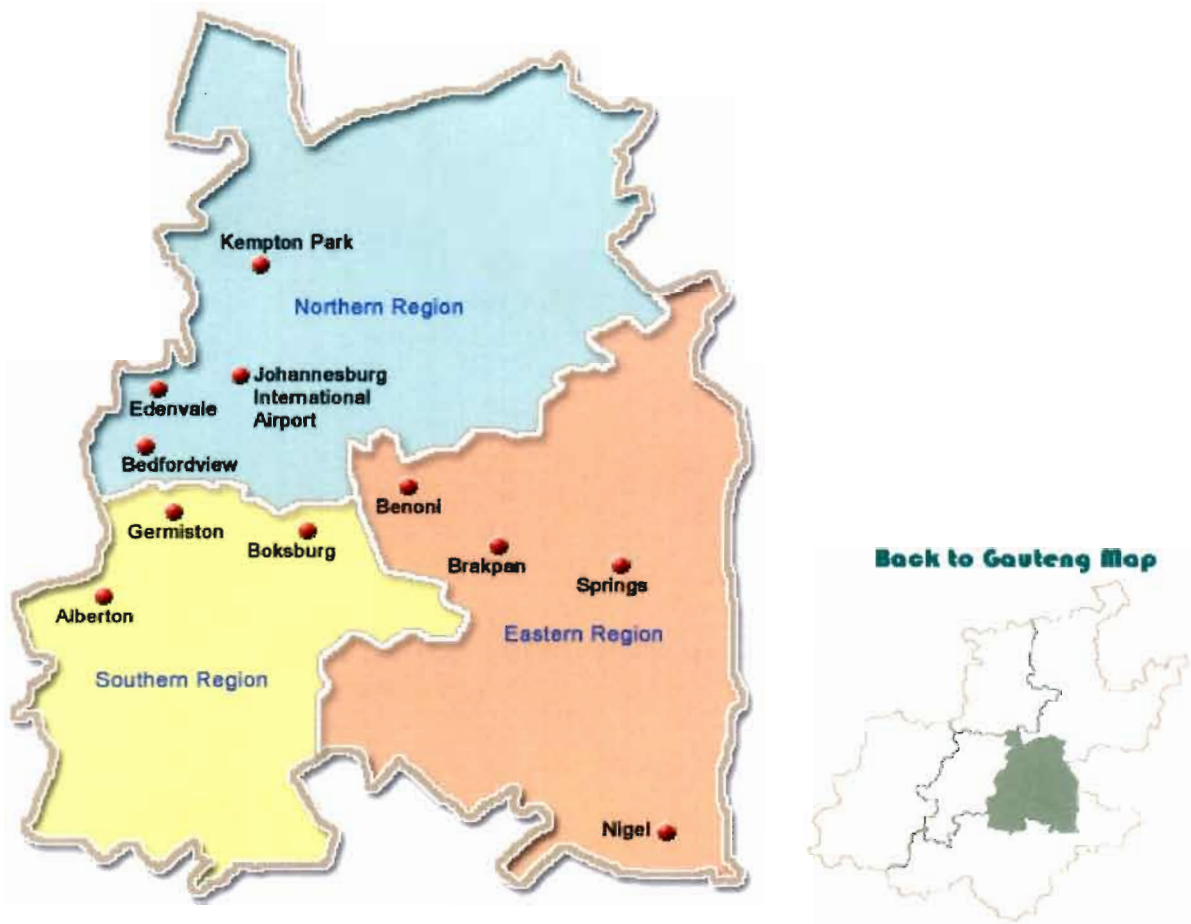 Kempton Park
Northern Region
Johannesburg
International
Airport
Edenvale
Bedfordview
Benoni
Germiston
Boksburg
Brakpan
Springs
Alberton
Eastern Region
Southern Region
Nigel
Back to Gauteng Map